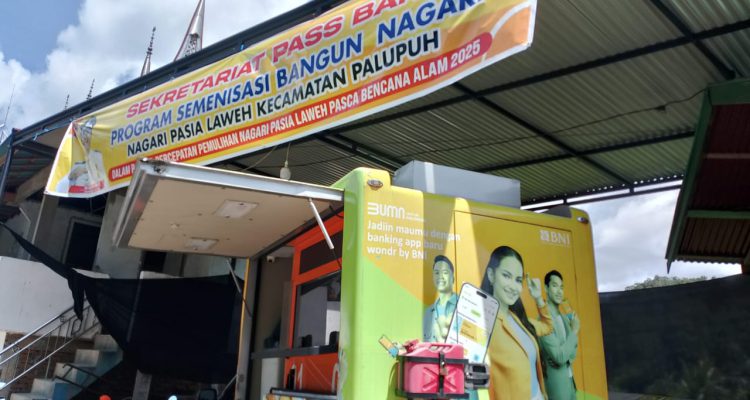 SEKRETARIAT PASS BA
PROGRAM SEMENISASI BANGUN NAGARI
NAGARI PASIA LAWEH KECAMATAN PALUPUH
PERCEPATAN PEMULIHAN NAGARI PASIA LAWEH PASCA BENCANA ALAM 2025
BUMN
Jadiin maumu dengan
banking app baru
wondr by BNI
BNI